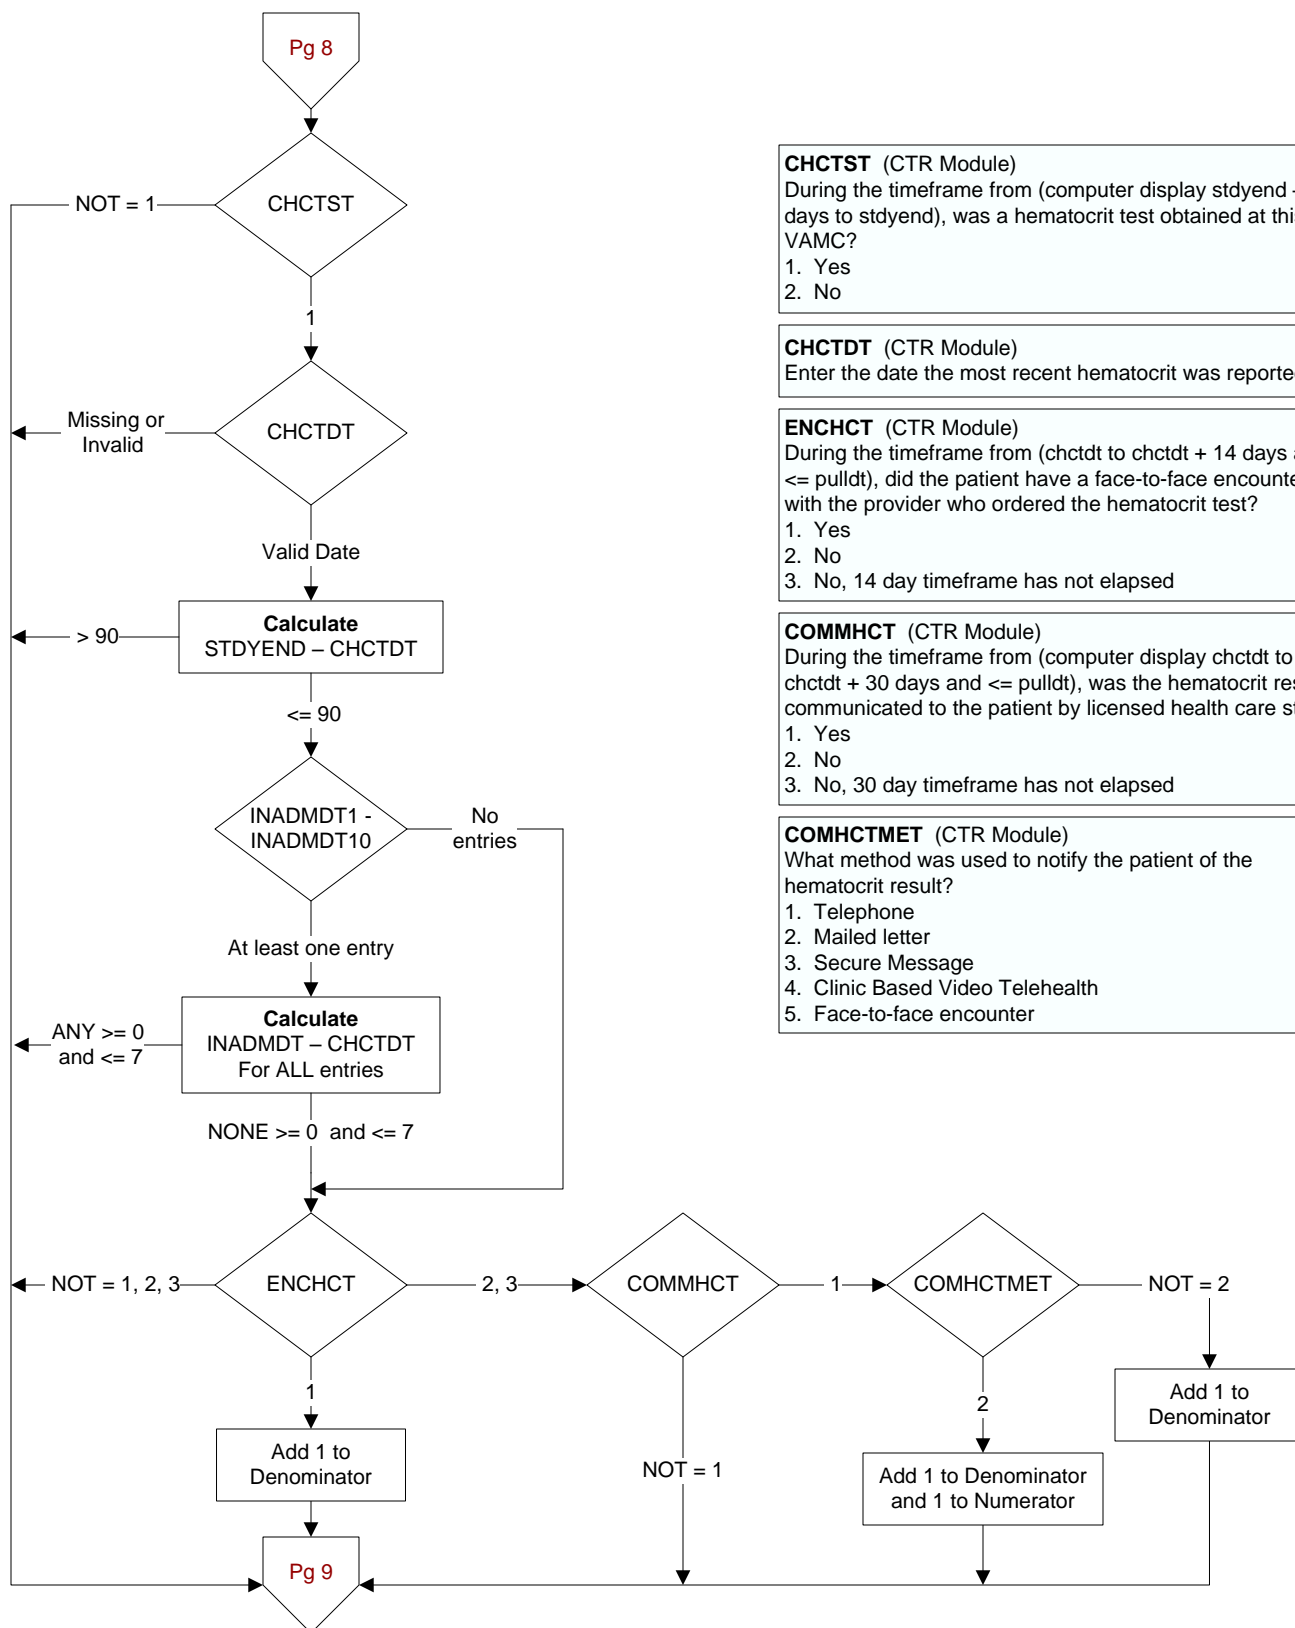 Pg 8
CHCTST
NOT = 1
1
CHCTDT
Missing or
Invalid
Valid Date
Calculate
STDYEND – CHCTDT
> 90
<= 90
INADMDT1 -
INADMDT10
No
entries
At least one entry
Calculate
INADMDT – CHCTDT
For ALL entries
ANY >= 0
and <= 7
NONE >= 0 and <= 7
ENCHCT
NOT = 1, 2, 3
2, 3
COMMHCT
1
COMHCTMET
NOT = 2
1
Add 1 to
Denominator
NOT = 1
2
Add 1 to Denominator
and 1 to Numerator
Add 1 to
Denominator
Pg 9
CHCTST (CTR Module)
During the timeframe from (computer display stdyend
days to stdyend), was a hematocrit test obtained at
VAMC?
1. Yes
2. No
CHCTDT (CTR Module)
Enter the date the most recent hematocrit was
ENCHCT (CTR Module)
During the timeframe from (chctdt to chctdt + 14 days
<= pulldt), did the patient have a face-to-face
with the provider who ordered the hematocrit test?
1. Yes
2. No
3. No, 14 day timeframe has not elapsed
COMMHCT (CTR Module)
During the timeframe from (computer display chctdt to
chctdt + 30 days and <= pulldt), was the hematocrit
communicated to the patient by licensed health care
1. Yes
2. No
3. No, 30 day timeframe has not elapsed
COMHCTMET (CTR Module)
What method was used to notify the patient of the
hematocrit result?
1. Telephone
2. Mailed letter
3. Secure Message
4. Clinic Based Video Telehealth
5. Face-to-face encounter